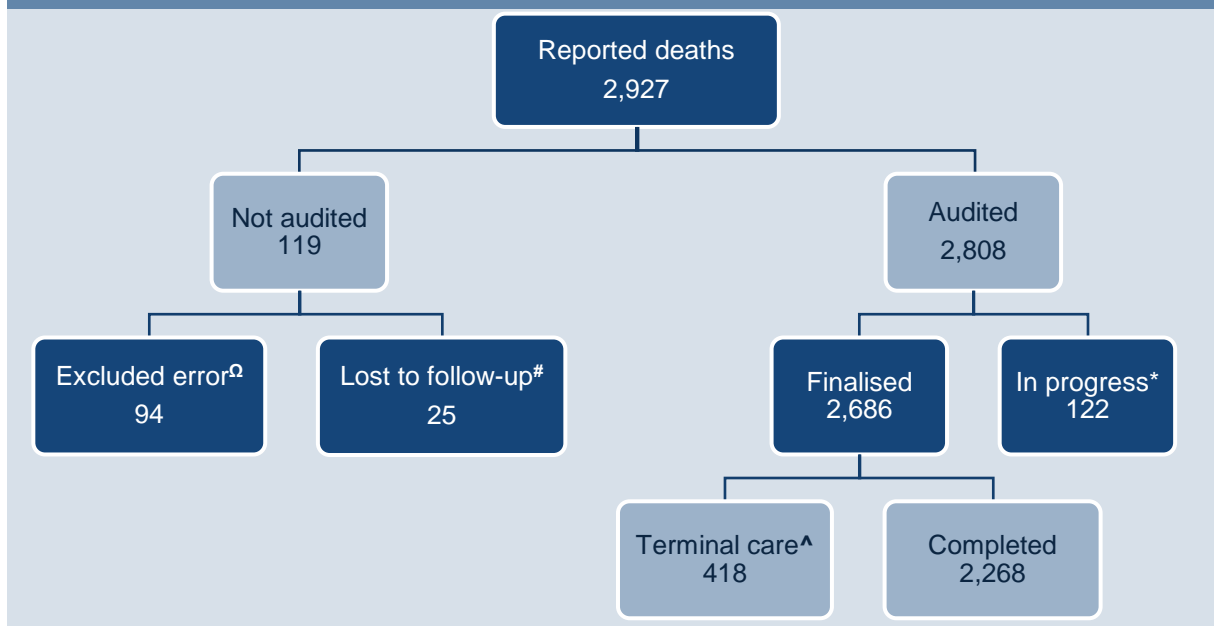 Reported deaths
2,927
Not audited
119
Audited
2,808
Excluded errorΩ
94
Lost to follow-up#
25
Finalised
2,686
In progress*
122
Terminal care^
418
Completed
2,268